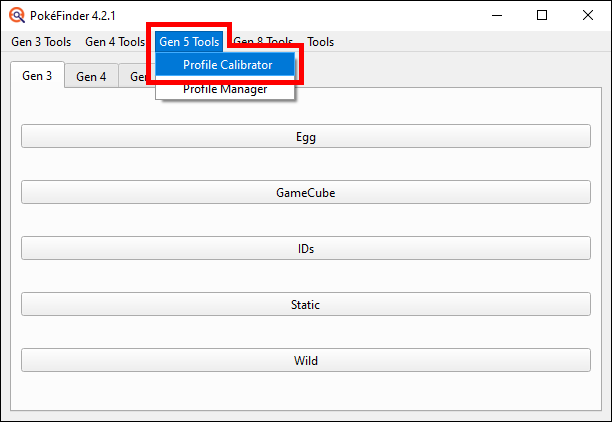 PokéFinder 4.2.1
Gen 3 Tools Gen 4 Tools Gen 5 Tools Gen 8 Tools Tools
Profile Calibrator
Profile Manager
Gen 3 Gen 4 Gen
Egg
GameCube
IDs
Static
Wild